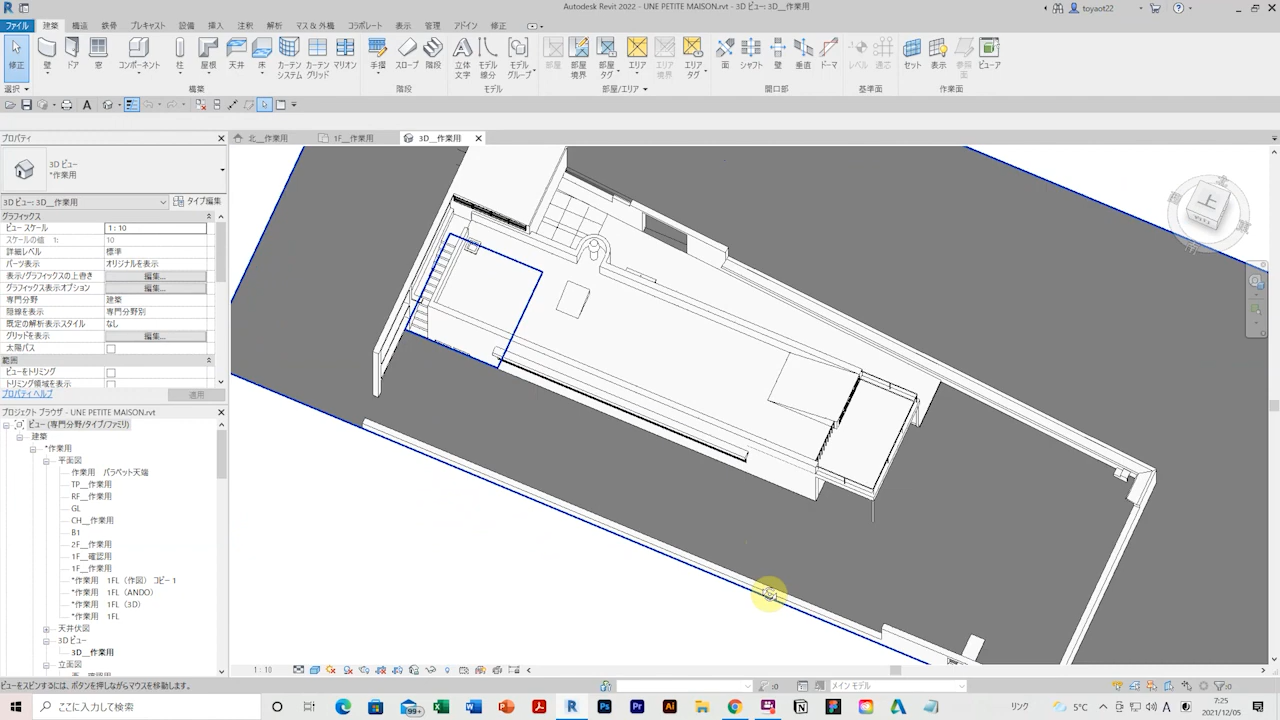 Autodesk Revit 2022 - UNE PETITE MAISON.rvt - 3D ビュー: 3D__作業用
toyaot22
ファイル 建築 構造 鉄骨 プレキャスト 設備 挿入 注釈 解析 マス & 外構 コラボレート 表示 管理 アドイン 修正
修正 壁 ドア 窓 コンポーネント 柱 屋根 天井 床 カーテン システム カーテン グリッド マリオン 手摺 スロープ 階段 立体 文字 モデル 線分 モデル グループ 部屋 部屋 境界 部屋 タグ エリア エリア 境界 エリア タグ 面 シャフト 壁 垂直 ドーマ レベル 通芯 セット 表示 参照 面 ビューア
選択 構築 階段 モデル 部屋/エリア 開口部 基準面 作業面
プロパティ
北__作業用 1F__作業用 3D__作業用
3D ビュー
*作業用
3D ビュー: 3D__作業用 タイプ編集
グラフィックス
ビュー スケール 1 : 10
スケールの値 1: 10
詳細レベル 標準
パーツ表示 オリジナルを表示
表示/グラフィックスの上書き 編集...
グラフィックス表示オプション 編集...
専門分野 建築
隠線を表示 専門分野別
既定の解析表示スタイル なし
グリッドを表示 編集...
太陽パス
範囲
ビューをトリミング
トリミング領域を表示
プロパティヘルプ 適用
プロジェクト ブラウザ - UNE PETITE MAISON.rvt
ビュー (専門分野/タイプ/ファミリ)
建築
*作業用
平面図
作業用 パラペット天端
TP__作業用
RF__作業用
GL
CH__作業用
B1
2F__作業用
1F__確認用
1F__作業用
*作業用 1FL (作図) コピー 1
*作業用 1FL (ANDO)
*作業用 1FL (3D)
*作業用 1FL
天井伏図
3Dビュー
3D__作業用
立面図
上
1 : 10
ビューをスピンするには、ボタンを押しながらマウスを移動します。
:0 メイン モデル :0
ここに入力して検索
99+
リンク 5°C
7:25
2021/12/05